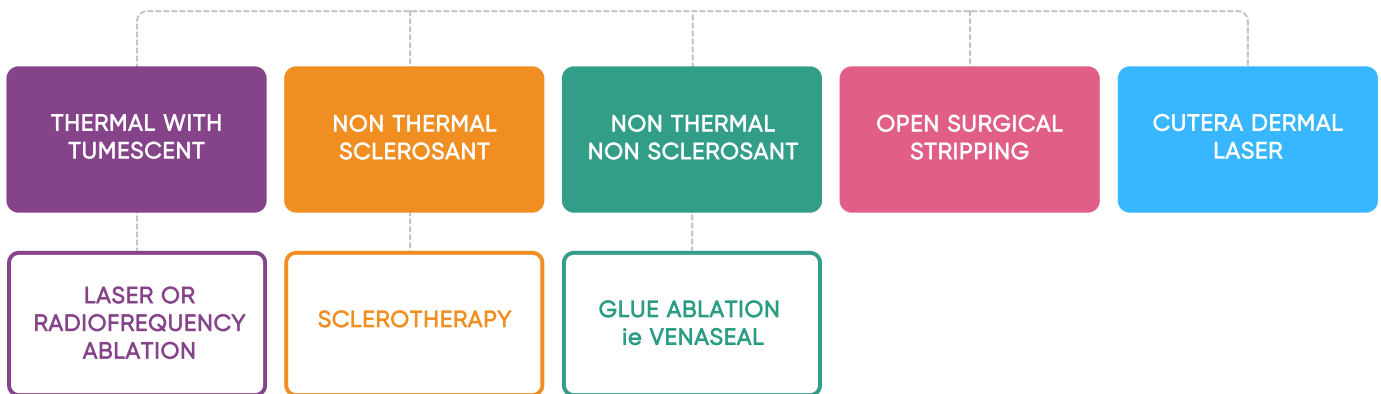 THERMAL WITH
TUMESCENT
NON THERMAL
SCLEROSANT
NON THERMAL
NON SCLEROSANT
OPEN SURGICAL
STRIPPING
CUTERA DERMAL
LASER
LASER OR
RADIOFREQUENCY
ABLATION
SCLEROTHERAPY
GLUE ABLATION
ie VENASEAL